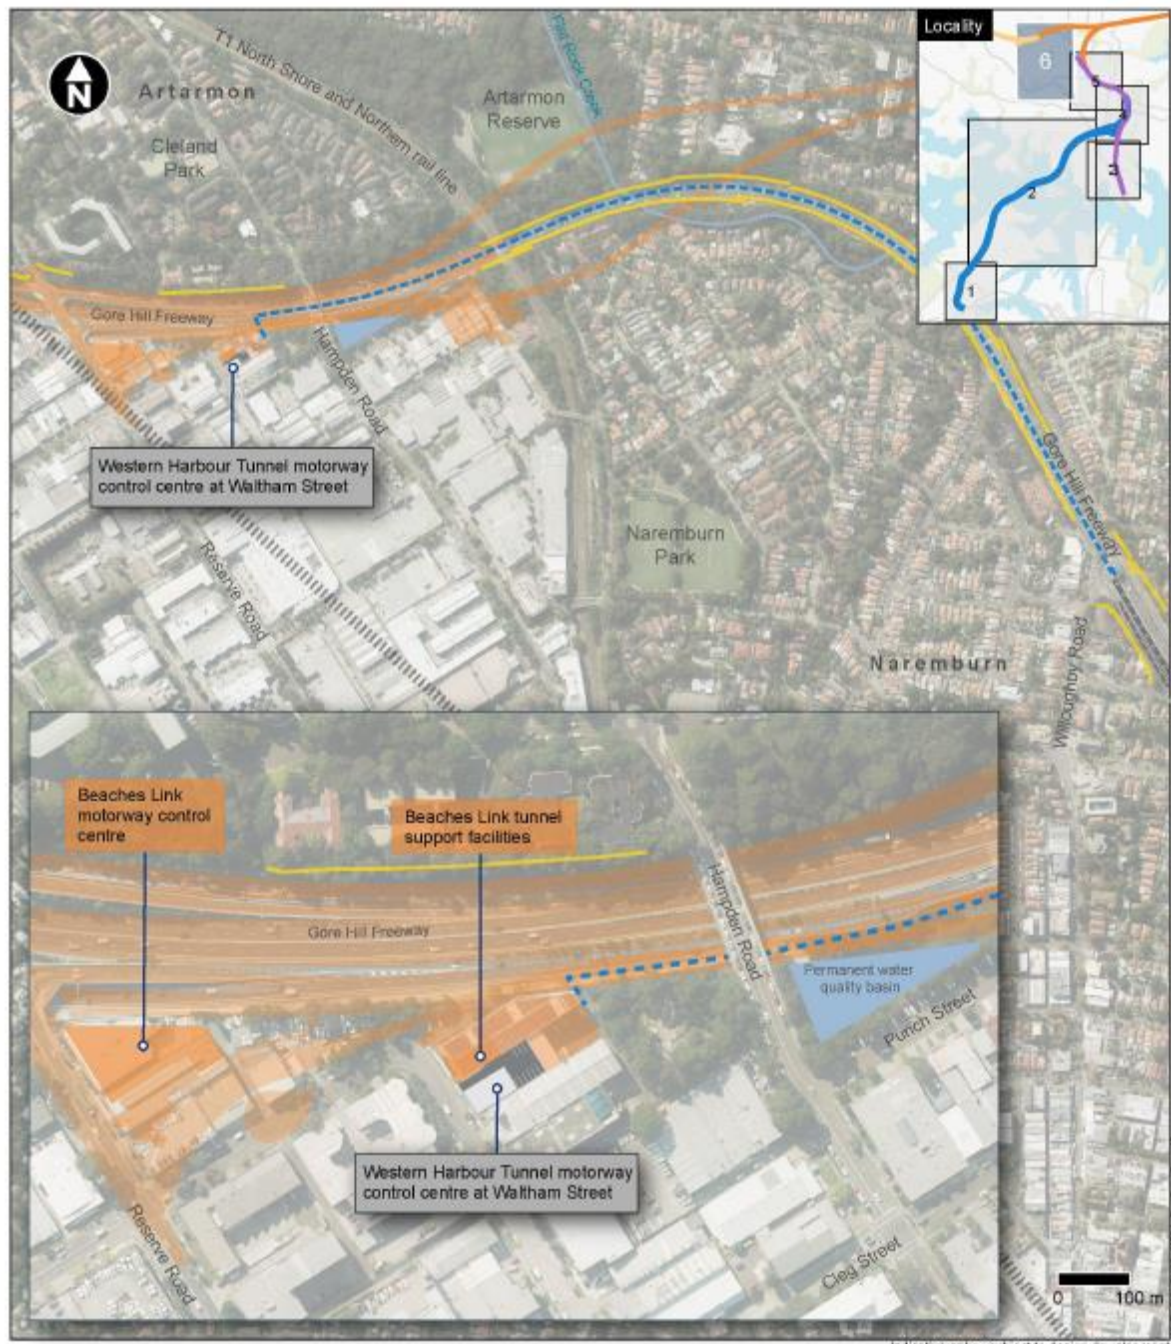 Locality
6
5
4
3
2
1
N
T1 North Shore and Northern rail line
Artarmon
Artarmon
Reserve
Cleland
Park
Gore Hill Freeway
Hampden Road
Western Harbour Tunnel motorway
control centre at Waltham Street
Reserve Road
Naremburn
Park
Gore Hill Freeway
Naremburn
Willoughby Road
Beaches Link
motorway control
centre
Beaches Link tunnel
support facilities
Gore Hill Freeway
Hampden Road
Permanent water
quality basin
Punch Street
Western Harbour Tunnel motorway
control centre at Waltham Street
Reserve Road
Cleg Street
0 100 m